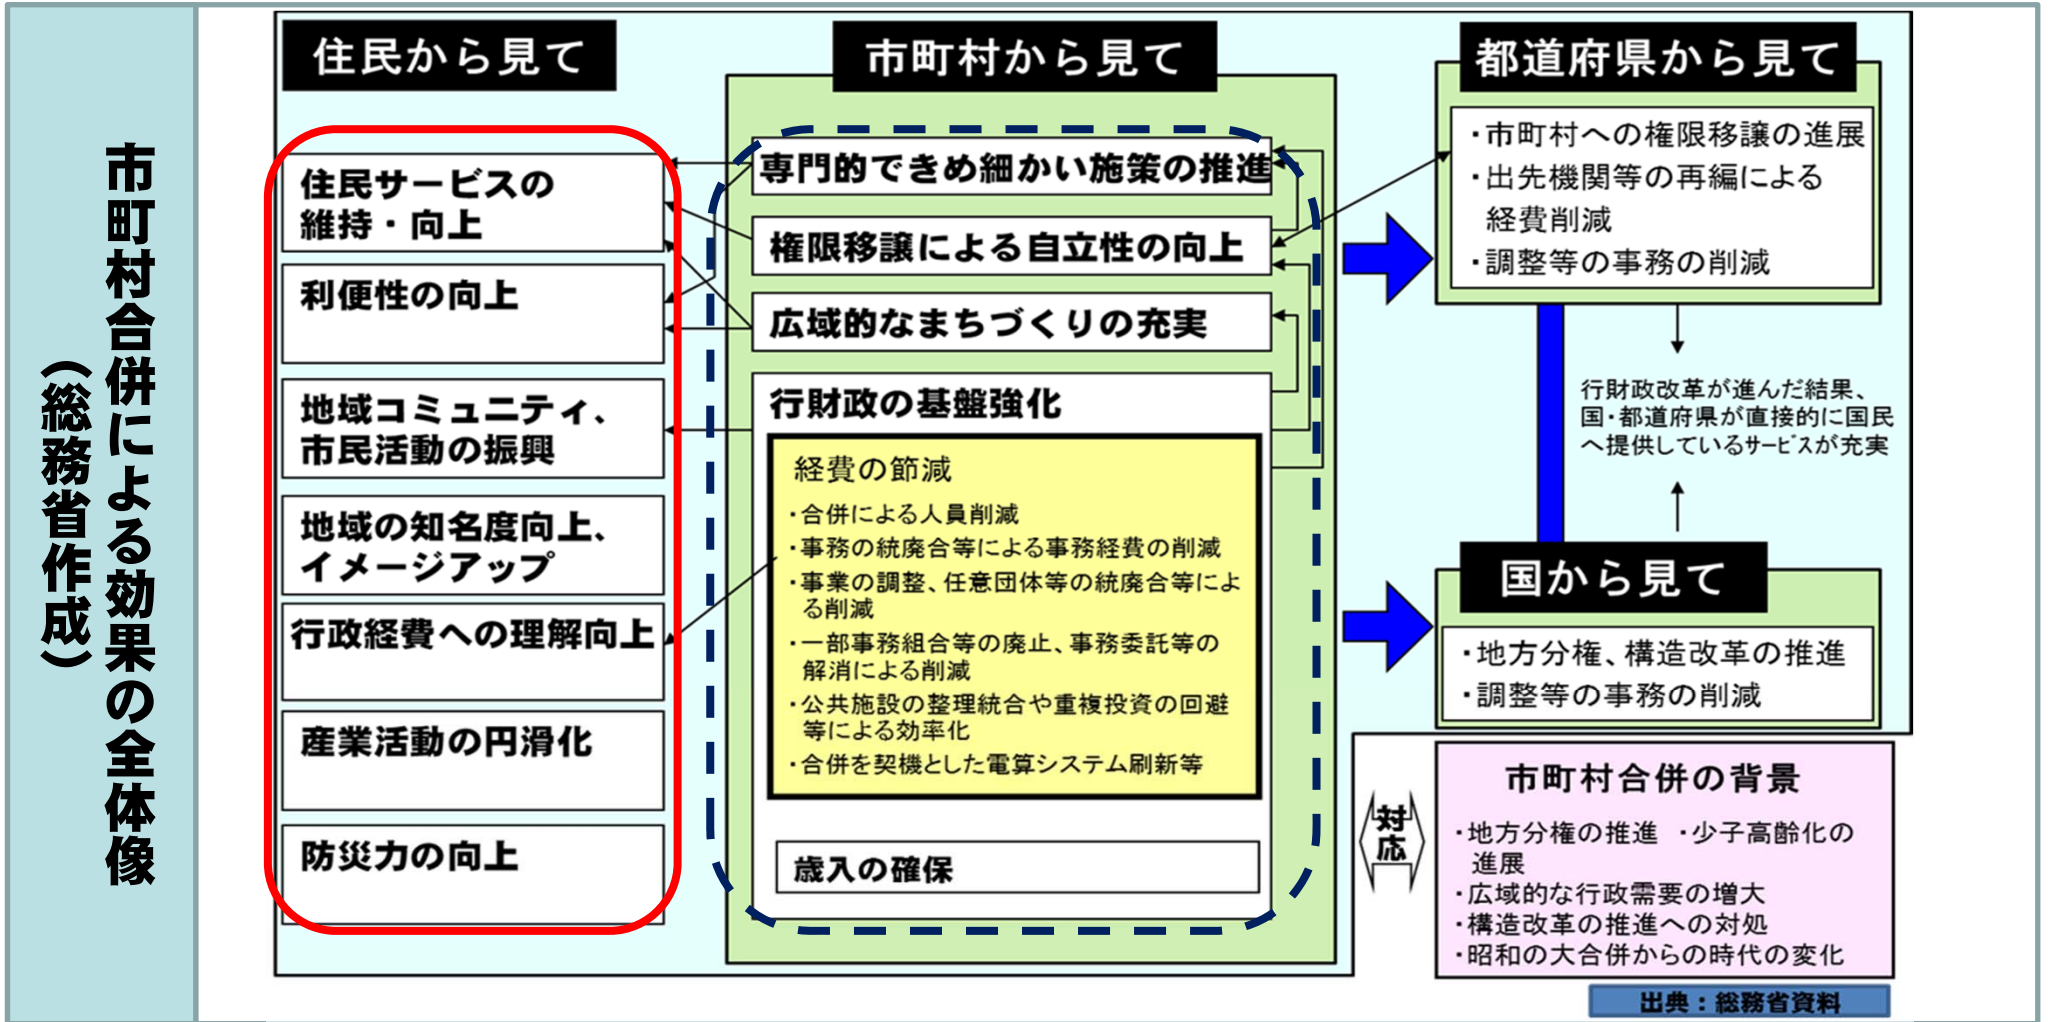 市町村合併による効果の全体像
（総務省作成）
住民から見て
住民サービスの
維持・向上
利便性の向上
地域コミュニティ、
市民活動の振興
地域の知名度向上、
イメージアップ
行政経費への理解向上
産業活動の円滑化
防災力の向上
市町村から見て
専門的できめ細かい施策の推進
権限移譲による自立性の向上
広域的なまちづくりの充実
行財政の基盤強化
経費の節減
・合併による人員削減
・事務の統廃合等による事務経費の削減
・事業の調整、任意団体等の統廃合等によ
る削減
・一部事務組合等の廃止、事務委託等の
解消による削減
・公共施設の整理統合や重複投資の回避
等による効率化
・合併を契機とした電算システム刷新等
歳入の確保
都道府県から見て
・市町村への権限移譲の進展
・出先機関等の再編による
経費削減
・調整等の事務の削減
行財政改革が進んだ結果、
国・都道府県が直接的に国民
へ提供しているサービスが充実
国から見て
・地方分権、構造改革の推進
・調整等の事務の削減
対
応
市町村合併の背景
・地方分権の推進　・少子高齢化の
進展
・広域的な行政需要の増大
・構造改革の推進への対処
・昭和の大合併からの時代の変化
出典：総務省資料